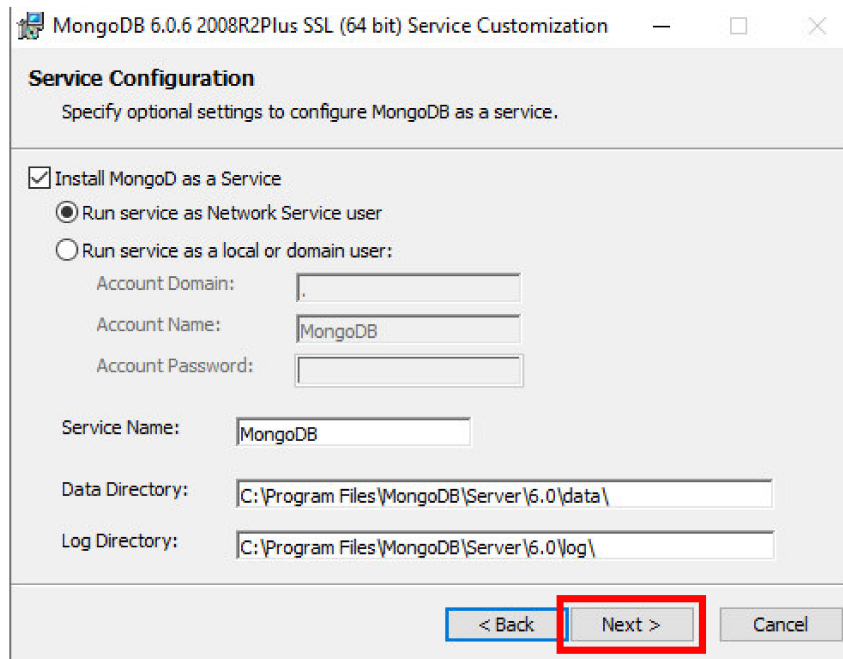 MongoDB 6.0.6 2008R2Plus SSL (64 bit) Service Customization
Service Configuration
Specify optional settings to configure MongoDB as a service.
Install MongoD as a Service
Run service as Network Service user
Run service as a local or domain user:
Account Domain: .
Account Name: MongoDB
Account Password:
Service Name: MongoDB
Data Directory: C:\Program Files\MongoDB\Server\6.0\data\
Log Directory: C:\Program Files\MongoDB\Server\6.0\log\
< Back Next > Cancel